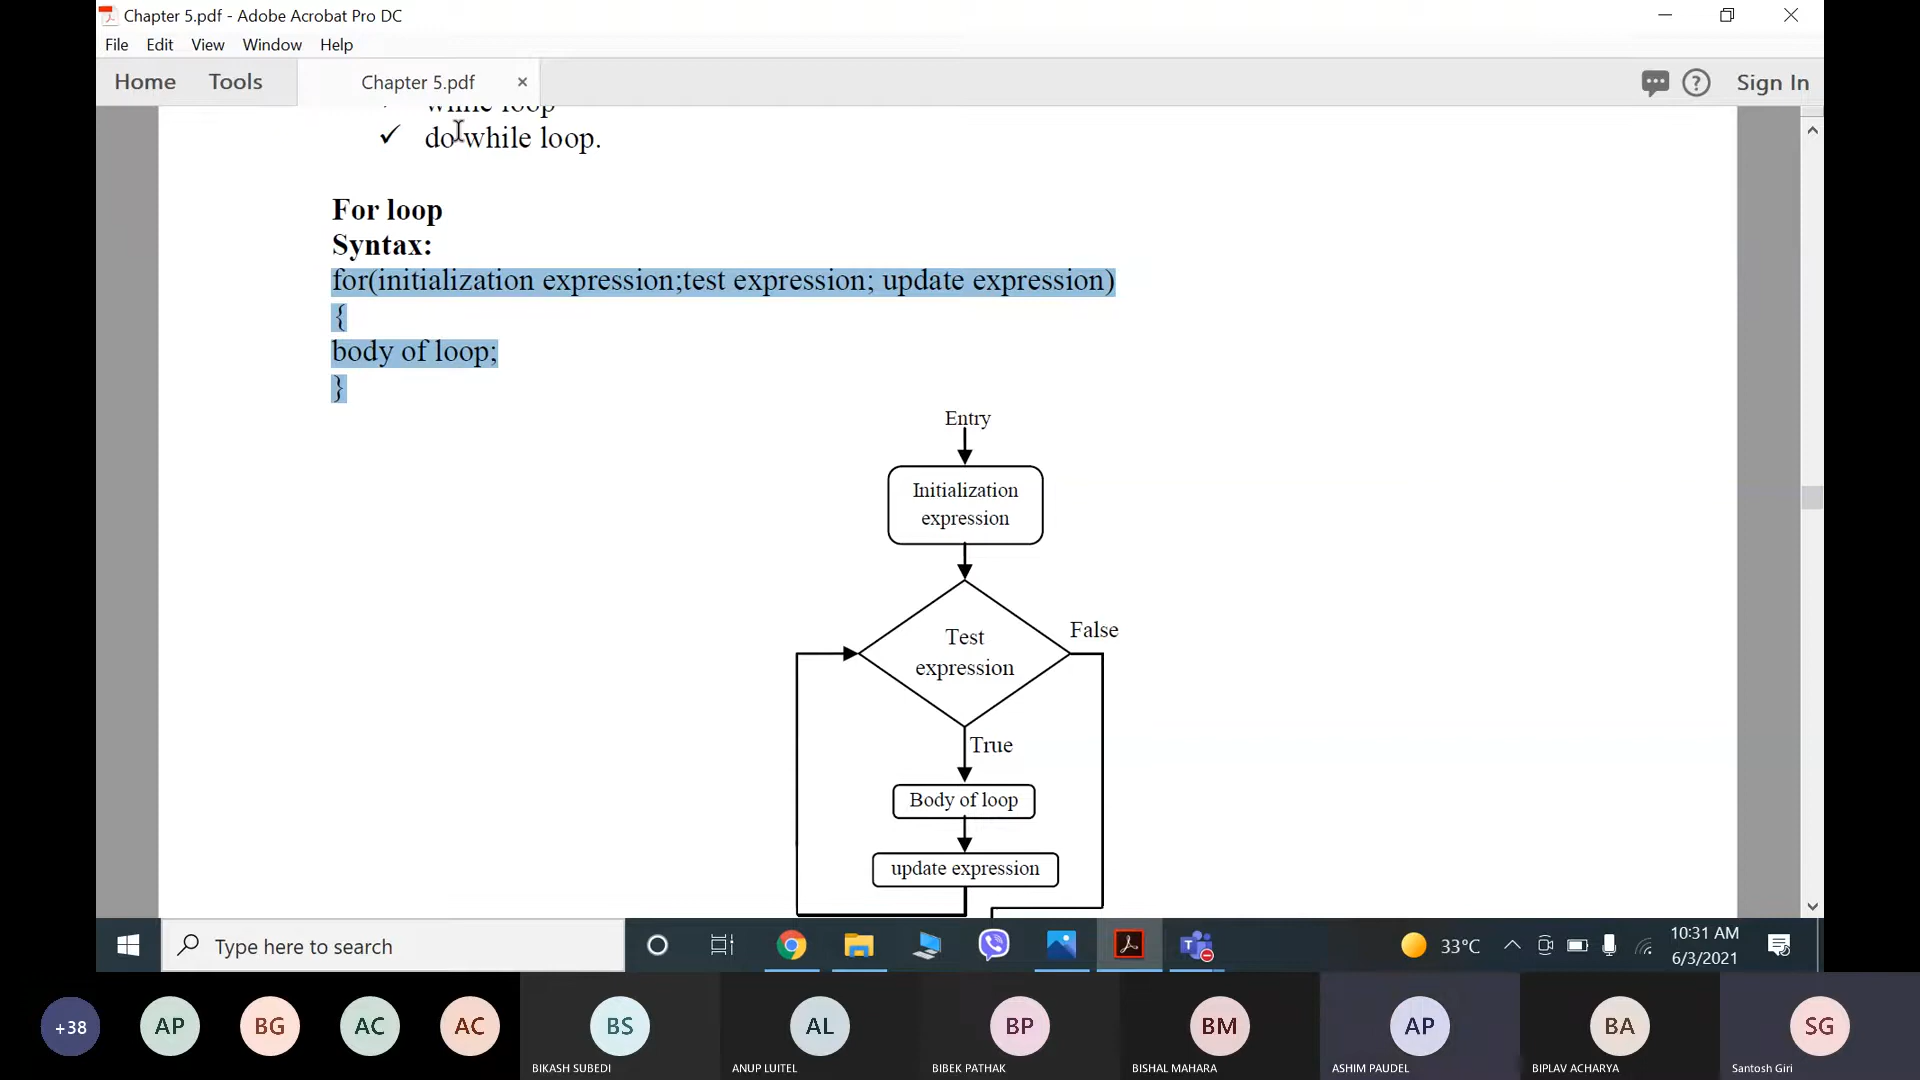 Chapter 5.pdf - Adobe Acrobat Pro DC
File Edit View Window Help
Home Tools Chapter 5.pdf × Sign In
while loop
✓ do while loop.
For loop
Syntax:
for(initialization expression;test expression; update expression)
{
body of loop;
}
Entry
Initialization
expression
Test
expression
False
True
Body of loop
update expression
Type here to search
33°C
10:31 AM
6/3/2021
+38 AP BG AC AC BS AL BP BM AP BA SG
BIKASH SUBEDI ANUP LUITEL BIBEK PATHAK BISHAL MAHARA ASHIM PAUDEL BIPLAV ACHARYA Santosh Giri